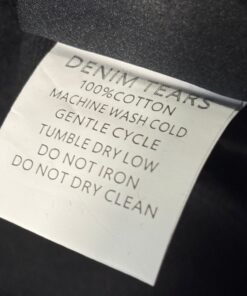 DENIM TEARS
100%COTTON
MACHINE WASH COLD
GENTLE CYCLE
TUMBLE DRY LOW
DO NOT IRON
DO NOT DRY CLEAN